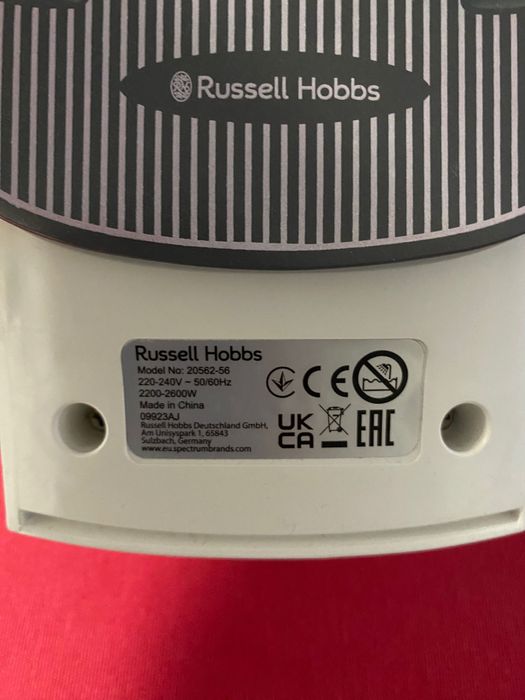 Russell Hobbs
Russell Hobbs
Model No: 20562-56
220-240V ~ 50/60Hz
2200-2600W
Made in China
09923AJ
Russell Hobbs Deutschland GmbH,
Am Unisyspark 1, 65843
Sulzbach, Germany
www.eu.spectrumbrands.com
CE
UK
CA
EAC